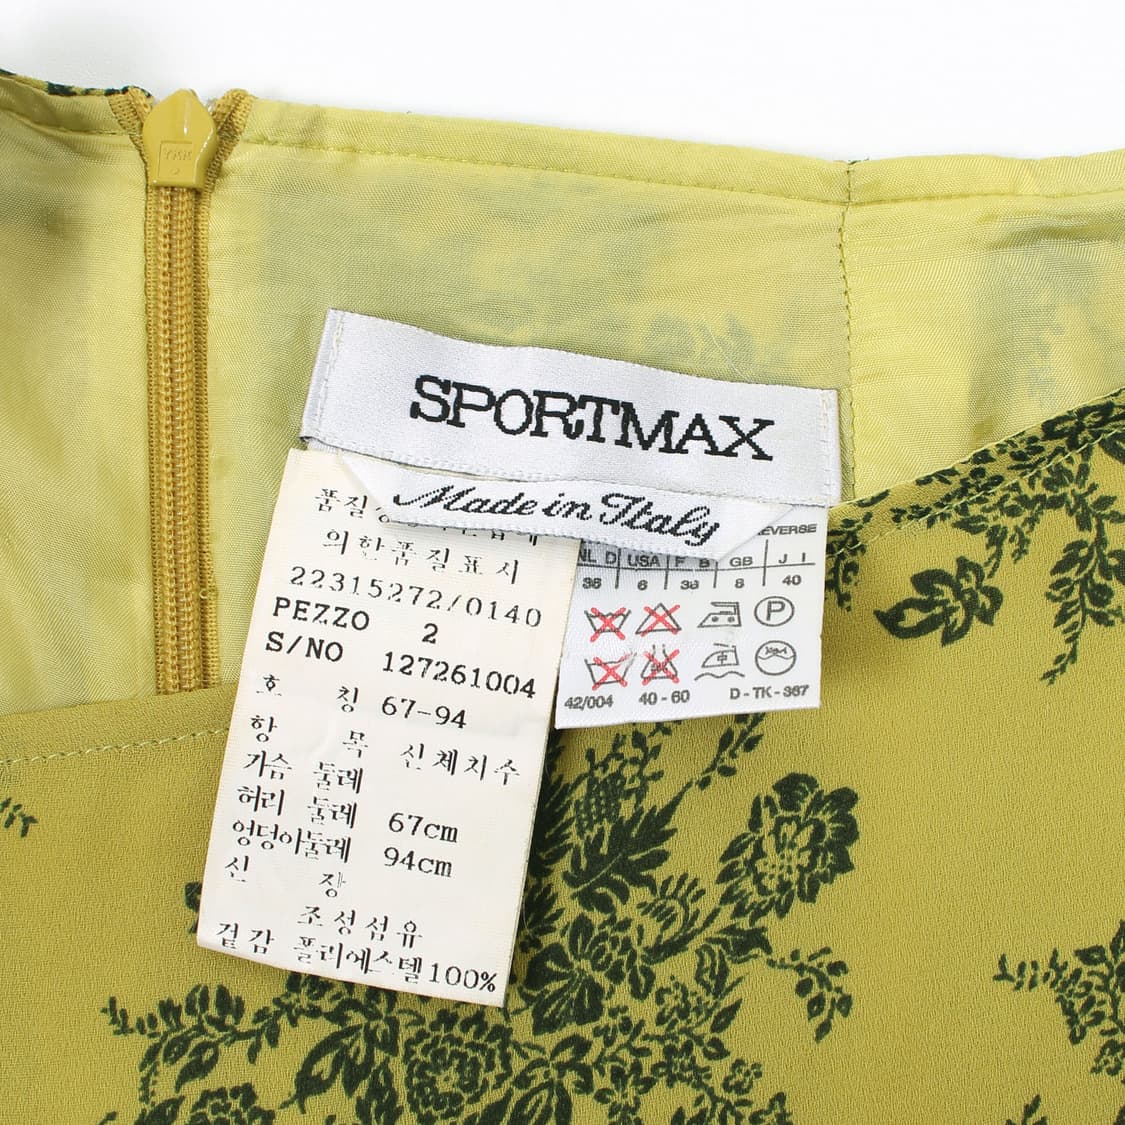 YKK
SPORTMAX
Made in Italy
품질
의한품질표시
22315272/0140
PEZZO 2
S/NO 127261004
호 칭 67-94
항 목 신체치수
가슴 둘레
허리 둘레 67cm
엉덩이둘레 94cm
신 장
조성섬유
겉감 폴리에스텔100%
NL D USA F B GB J I
36 6 38 8 40
P
42/004 40-60 D-TK-367